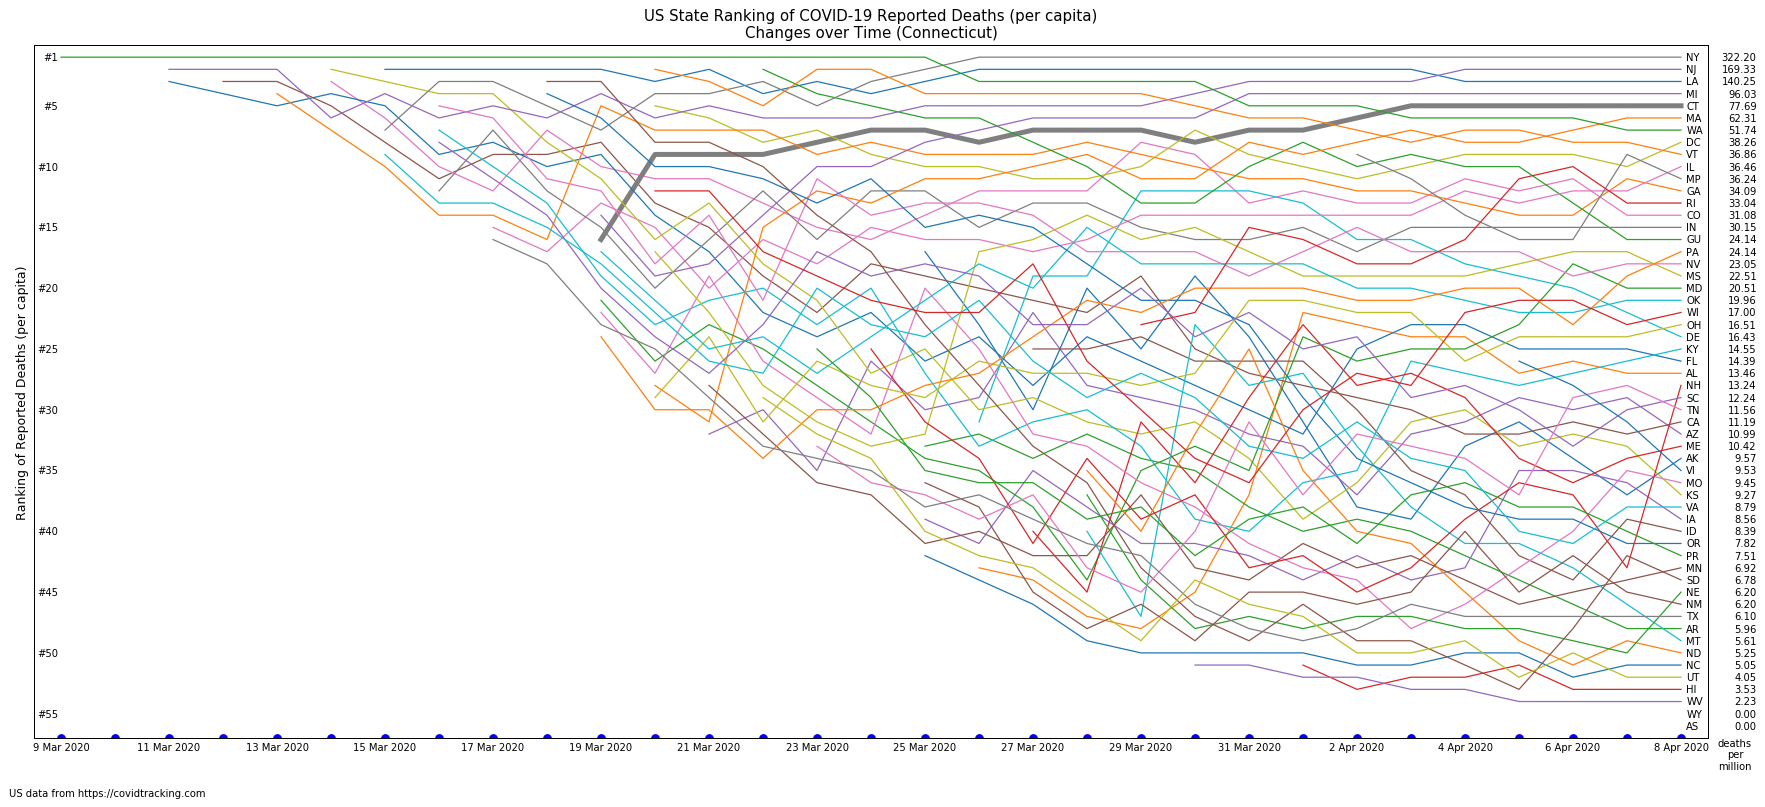 US State Ranking of COVID-19 Reported Deaths (per capita)
Changes over Time (Connecticut)
Ranking of Reported Deaths (per capita)
#1
#5
#10
#15
#20
#25
#30
#35
#40
#45
#50
#55
NY 322.20
NJ 169.33
LA 140.25
MI 96.03
CT 77.69
MA 62.31
WA 51.74
DC 38.26
VT 36.86
IL 36.46
MP 36.24
GA 34.09
RI 33.04
CO 31.08
IN 30.15
GU 24.14
PA 24.14
NV 23.05
MS 22.51
MD 20.51
OK 19.96
WI 17.00
OH 16.51
DE 16.43
KY 14.55
FL 14.39
AL 13.46
NH 13.24
SC 12.24
TN 11.56
CA 11.19
AZ 10.99
ME 10.42
AK 9.57
VI 9.53
MO 9.45
KS 9.27
VA 8.79
IA 8.56
ID 8.39
OR 7.82
PR 7.51
MN 6.92
SD 6.78
NE 6.20
NM 6.20
TX 6.10
AR 5.96
MT 5.61
ND 5.25
NC 5.05
UT 4.05
HI 3.53
WV 2.23
WY 0.00
AS 0.00
9 Mar 2020 11 Mar 2020 13 Mar 2020 15 Mar 2020 17 Mar 2020 19 Mar 2020 21 Mar 2020 23 Mar 2020 25 Mar 2020 27 Mar 2020 29 Mar 2020 31 Mar 2020 2 Apr 2020 4 Apr 2020 6 Apr 2020 8 Apr 2020
deaths
per
million
US data from https://covidtracking.com